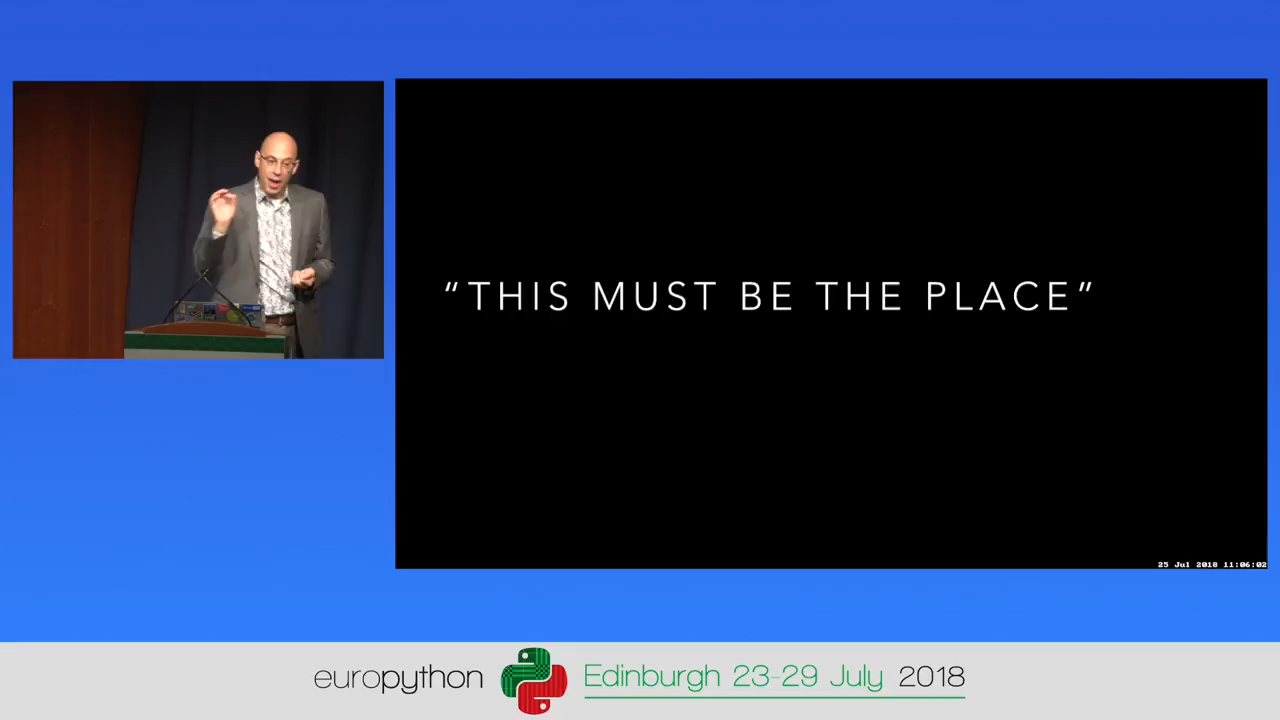 “THIS MUST BE THE PLACE”
25 Jul 2018 11:06:02
europython Edinburgh 23-29 July 2018